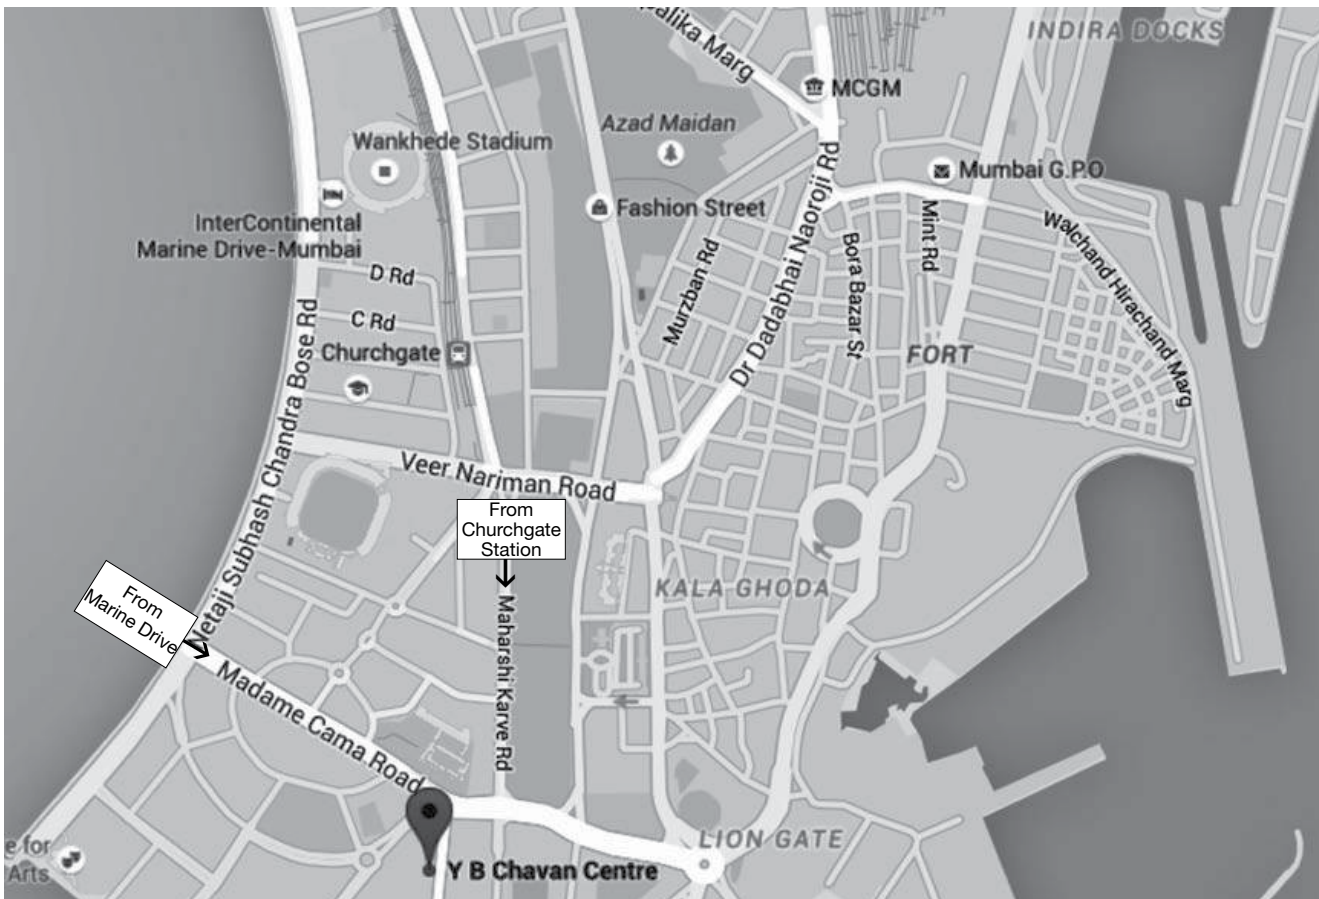 alika Marg
INDIRA DOCKS
MCGM
Azad Maidan
Wankhede Stadium
Mumbai G.P.O
Fashion Street
InterContinental
Marine Drive-Mumbai
Dr Dadabhai Naoroji Rd
Mint Rd
Walchand Hirachand Marg
Bora Bazar St
Murzban Rd
D Rd
C Rd
Churchgate
FORT
Netaji Subhash Chandra Bose Rd
Veer Nariman Road
From
Churchgate
Station
KALA GHODA
From
Marine Drive
Maharshi Karve Rd
Madame Cama Road
LION GATE
e for
Arts
Y B Chavan Centre